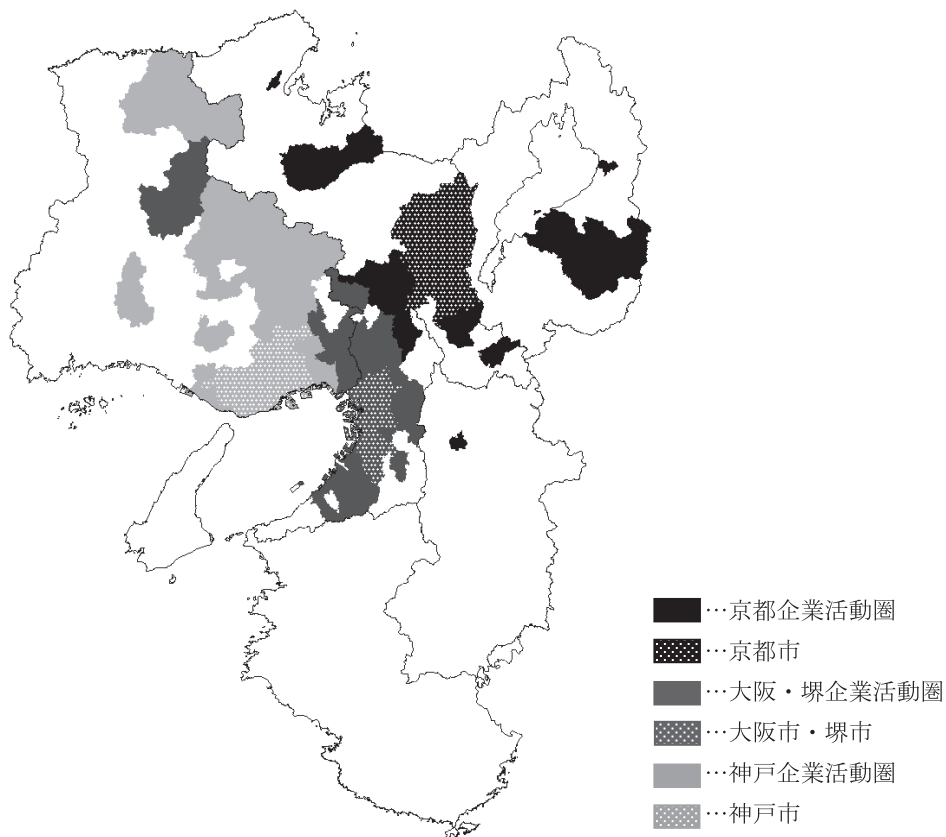 …京都企業活動圏
…京都市
…大阪・堺企業活動圏
…大阪市・堺市
…神戸企業活動圏
…神戸市